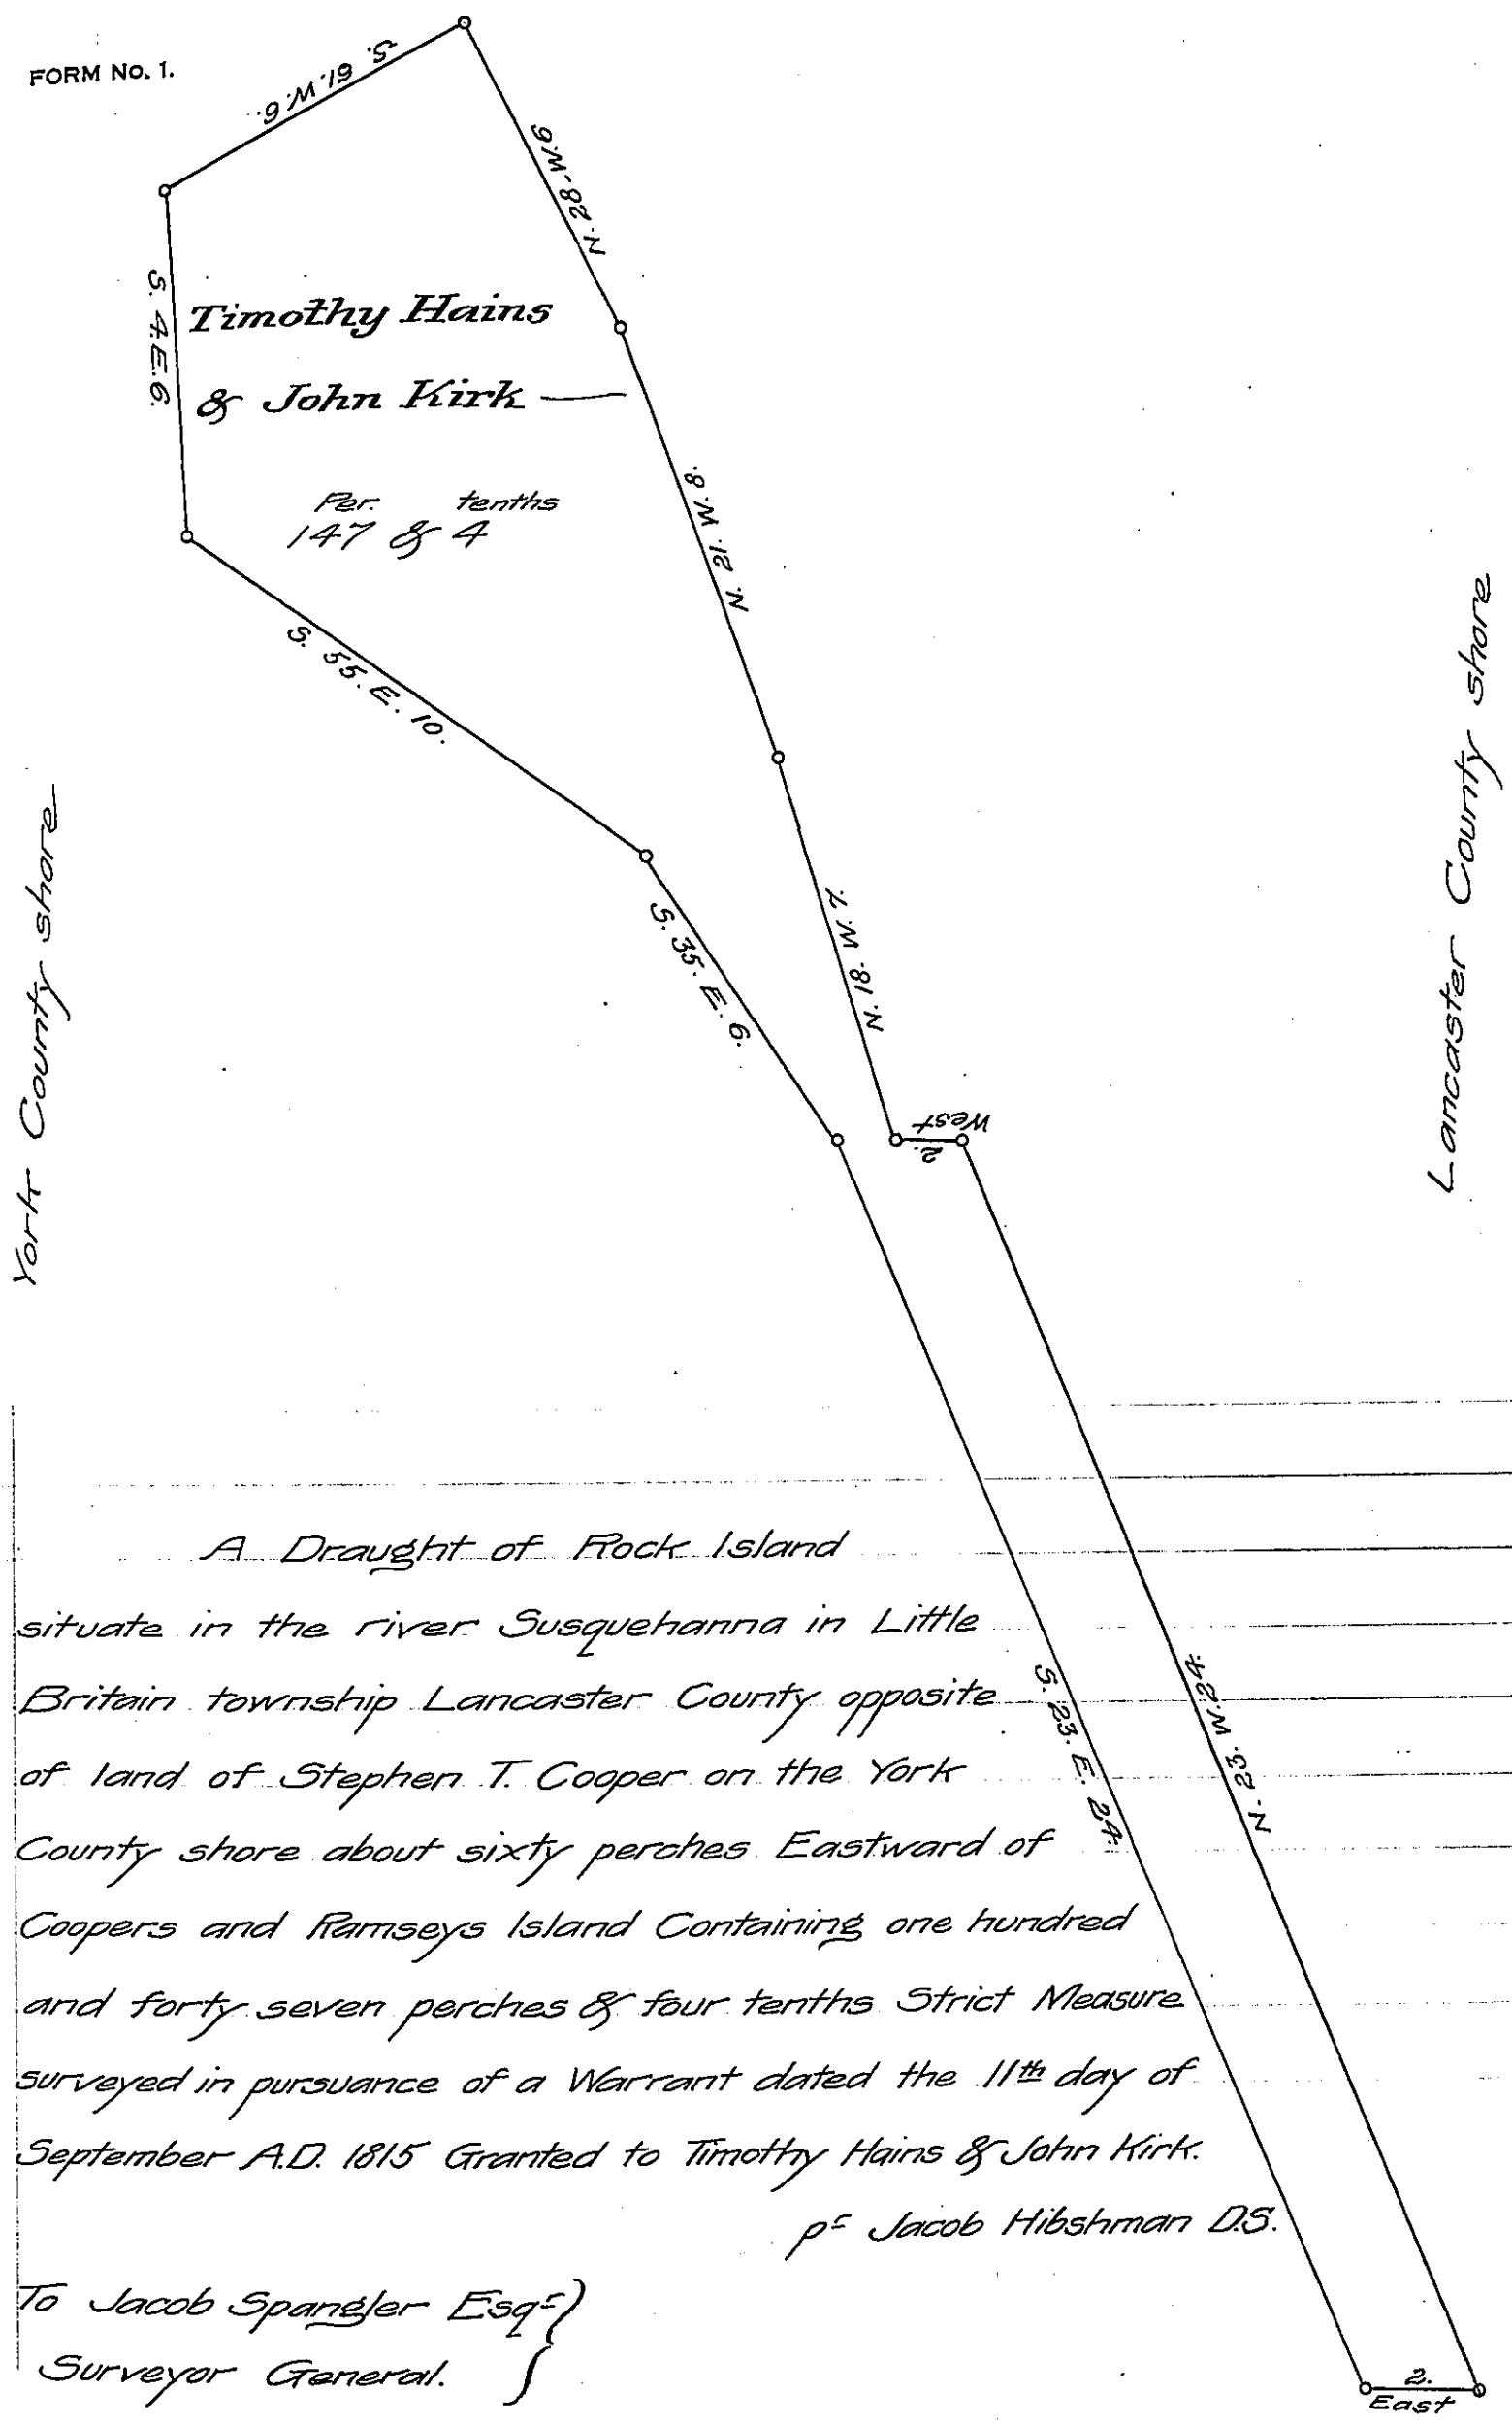 FORM No. 1.
S. 61. W. 6.
N. 28. W. 9
S. 4. E. 6.
Timothy Hains
& John Kirk
Per. tenths
147 & 4
N. 21. W. 8.
S. 55. E. 10.
York County shore
Lancaster County shore
S. 35. E. 6.
N. 18. W. 7.
West
2.
A Draught of Rock Island
situate in the river Susquehanna in Little
Britain township Lancaster County opposite
of land of Stephen T. Cooper on the York
County shore about sixty perches Eastward of
Coopers and Ramseys Island Containing one hundred
and forty seven perches & four tenths Strict Measure
surveyed in pursuance of a Warrant dated the 11th day of
September A.D. 1815 Granted to Timothy Hains & John Kirk.
pr Jacob Hibshman D.S.
S. 23. E. 24.
N. 23. W. 24.
To Jacob Spangler Esqr
Surveyor General.
2.
East